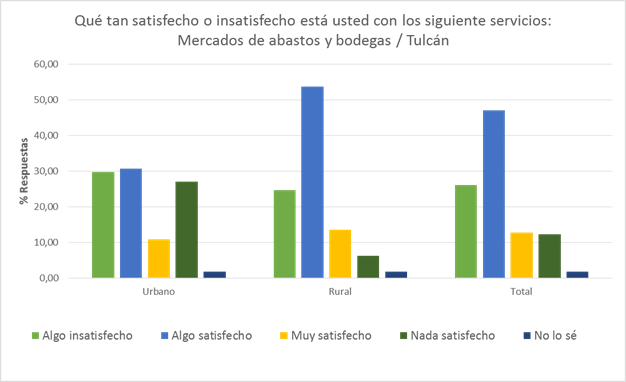 Qué tan satisfecho o insatisfecho está usted con los siguiente servicios:
Mercados de abastos y bodegas / Tulcán
60,00
50,00
40,00
30,00
20,00
10,00
0,00
% Respuestas
Urbano
Rural
Total
Algo insatisfecho
Algo satisfecho
Muy satisfecho
Nada satisfecho
No lo sé